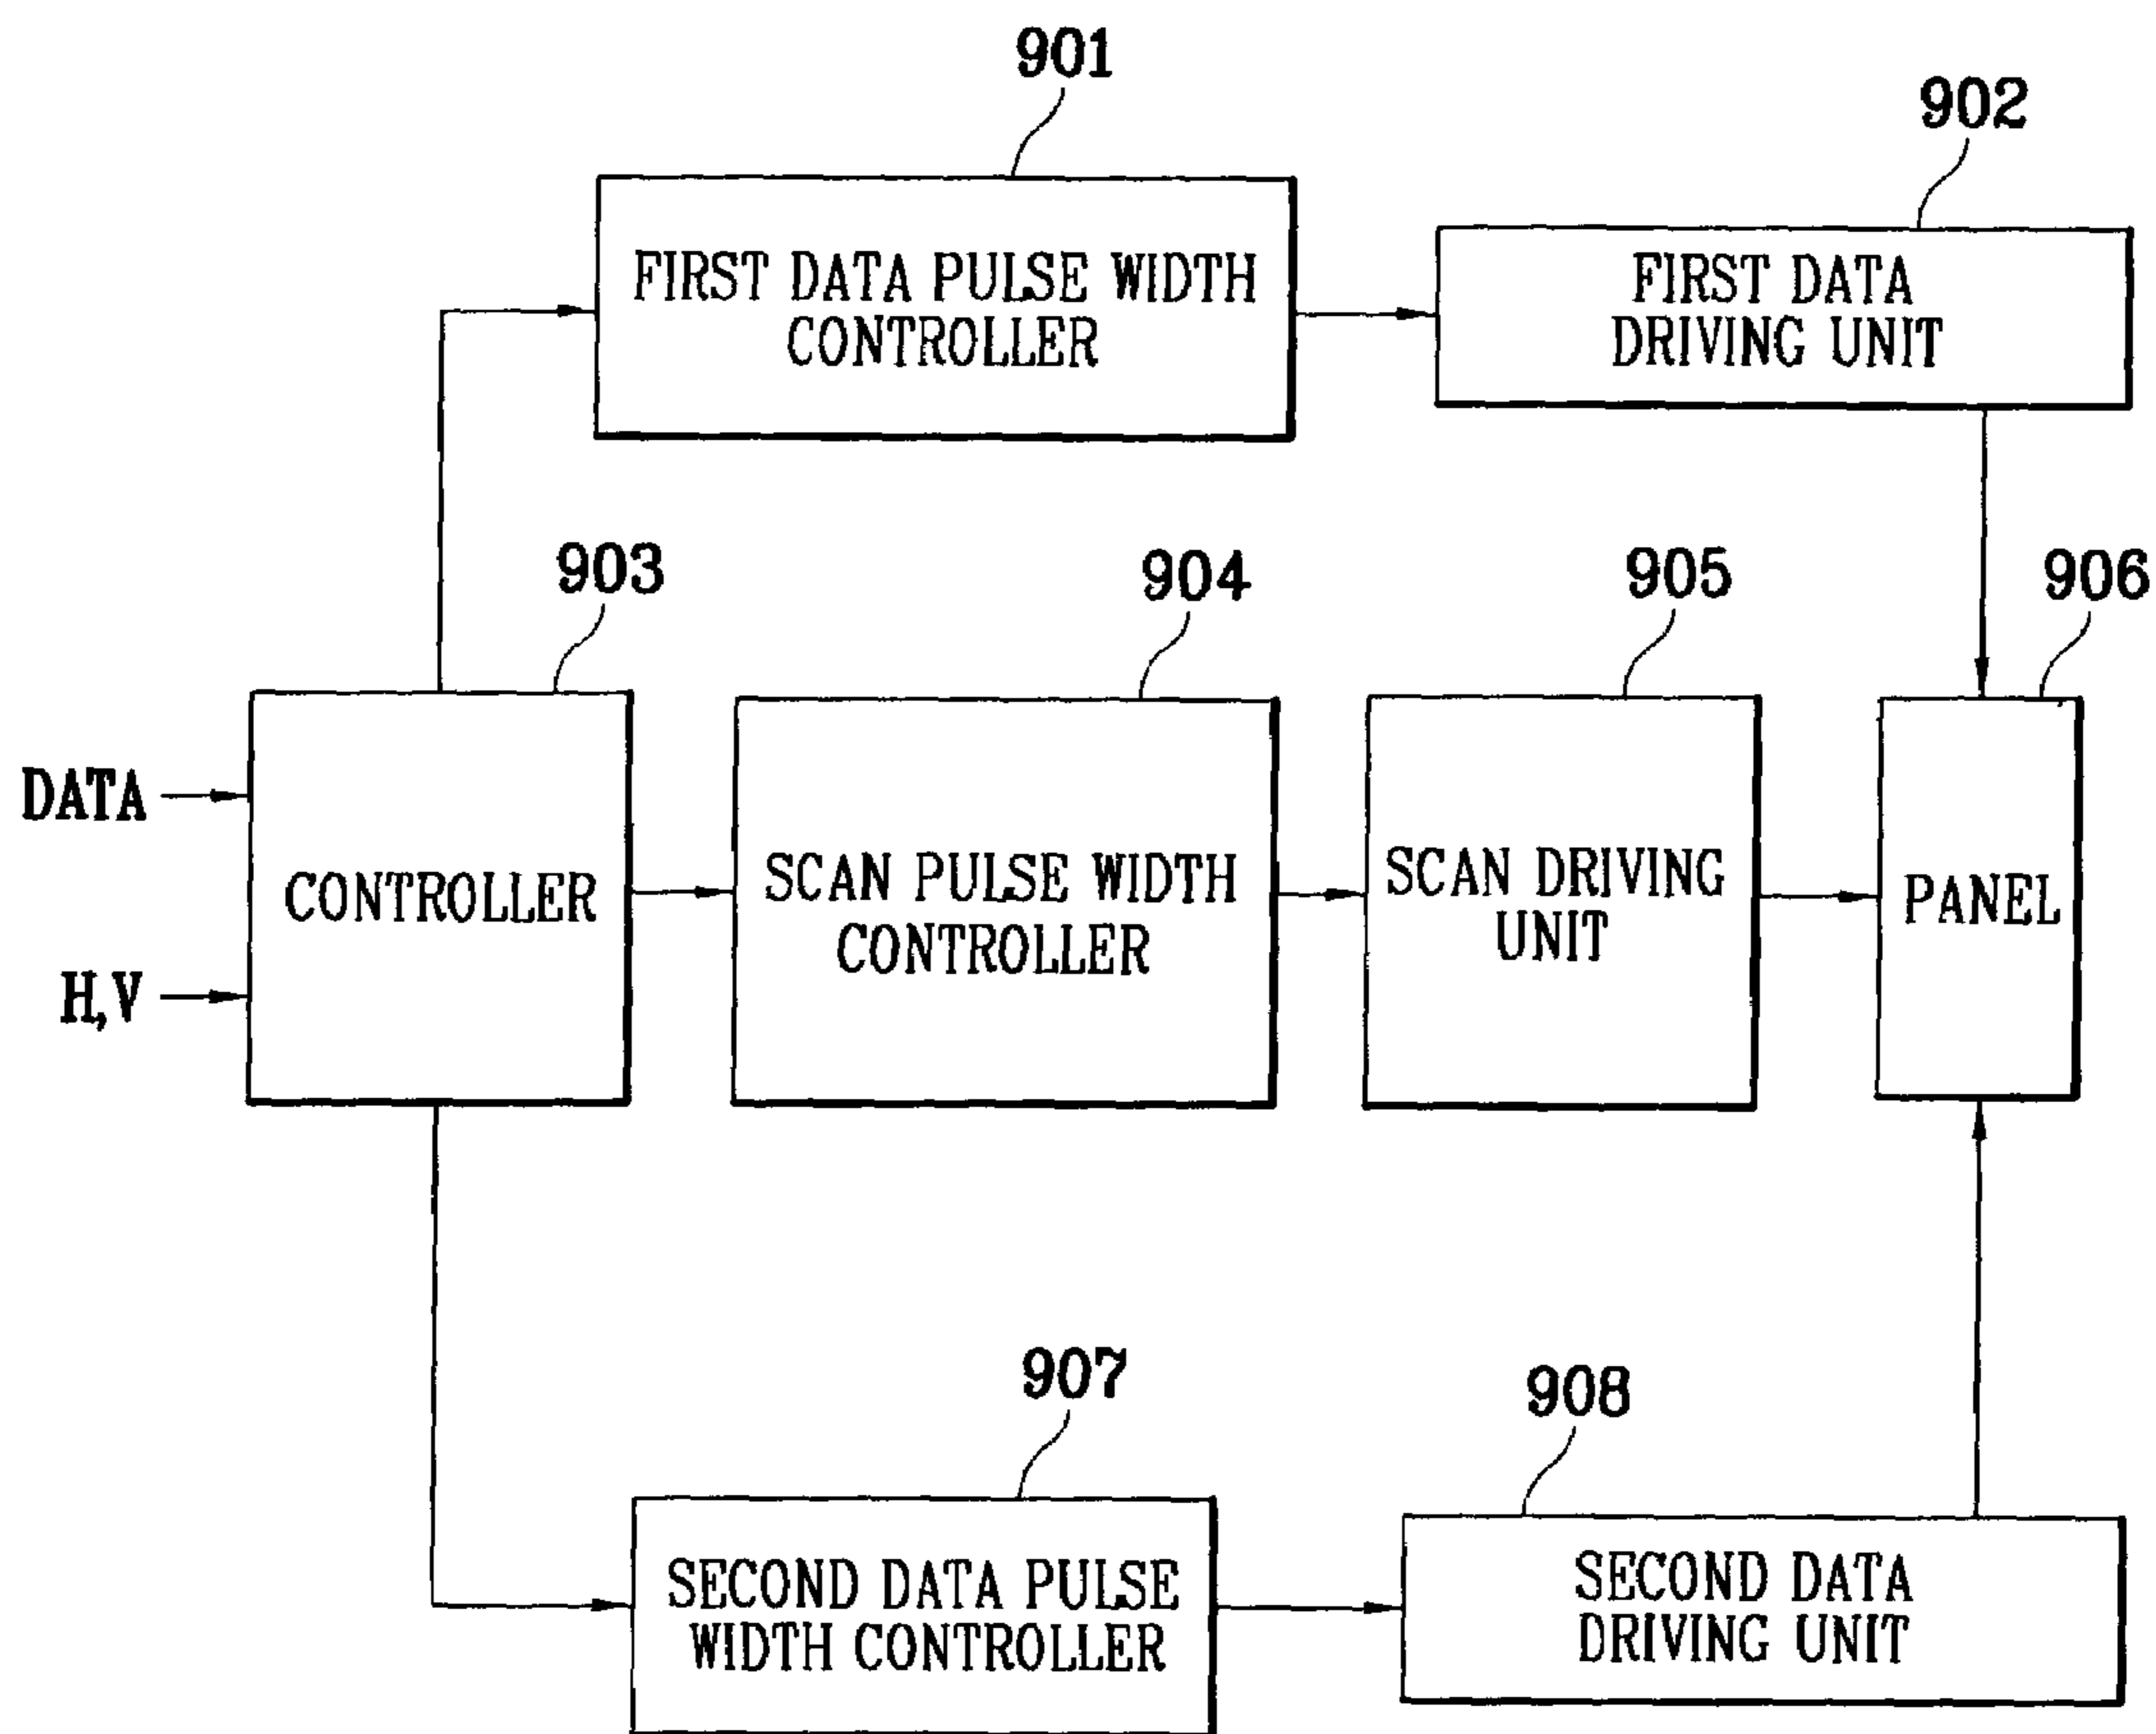 901
902
FIRST DATA PULSE WIDTH
CONTROLLER
FIRST DATA
DRIVING UNIT
903
904
905
906
DATA
H,V
CONTROLLER
SCAN PULSE WIDTH
CONTROLLER
SCAN DRIVING
UNIT
PANEL
907
908
SECOND DATA PULSE
WIDTH CONTROLLER
SECOND DATA
DRIVING UNIT